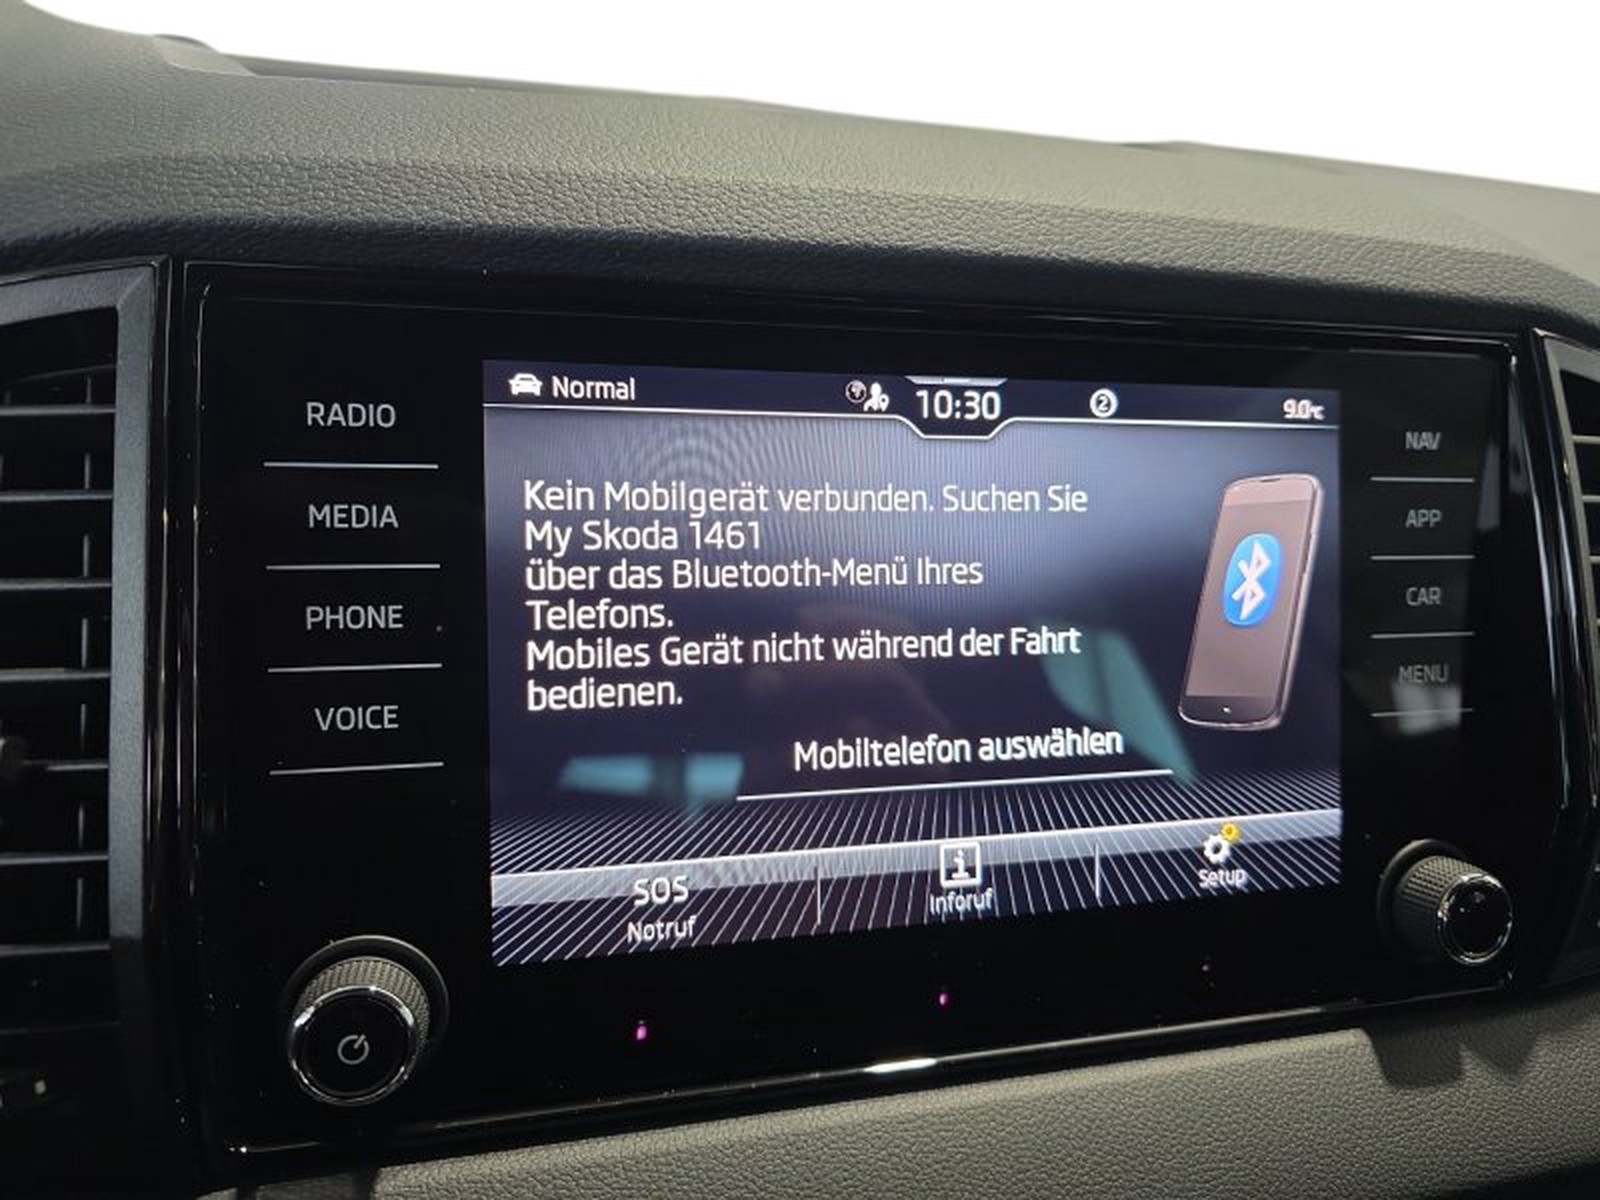 Normal
10:30
2
9.0°C
RADIO
MEDIA
PHONE
VOICE
Kein Mobilgerät verbunden. Suchen Sie
My Skoda 1461
über das Bluetooth-Menü Ihres
Telefons.
Mobiles Gerät nicht während der Fahrt
bedienen.
Mobiltelefon auswählen
SOS
Notruf
i
Inforuf
Setup
NAV
APP
CAR
MENU